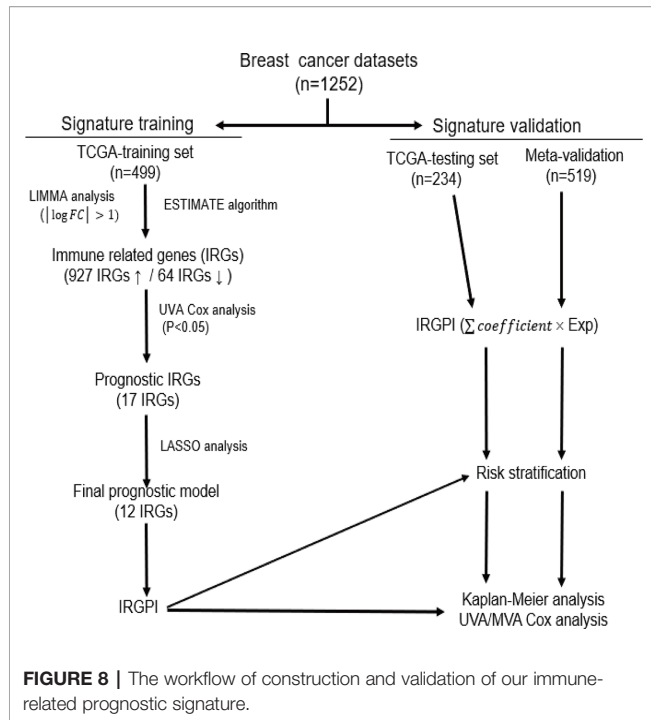 Breast cancer datasets
(n=1252)
Signature training
Signature validation
TCGA-training set
(n=499)
TCGA-testing set
(n=234)
Meta-validation
(n=519)
LIMMA analysis
(|log FC| > 1)
ESTIMATE algorithm
Immune related genes (IRGs)
(927 IRGs ↑ / 64 IRGs ↓ )
UVA Cox analysis
(P<0.05)
IRGPI (∑ coefficient × Exp)
Prognostic IRGs
(17 IRGs)
LASSO analysis
Risk stratification
Final prognostic model
(12 IRGs)
IRGPI
Kaplan-Meier analysis
UVA/MVA Cox analysis
FIGURE 8 | The workflow of construction and validation of our immune-
related prognostic signature.